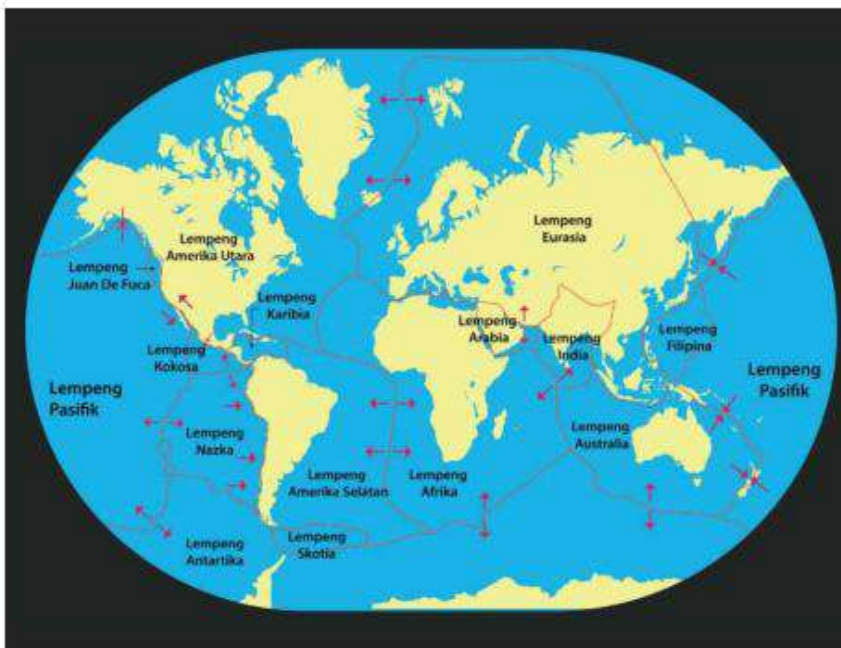 Lempeng
Eurasia
Lempeng
Amerika Utara
Lempeng
Juan De Fuca
Lempeng
Karibia
Lempeng
Arabia
Lempeng
India
Lempeng
Filipina
Lempeng
Kokosa
Lempeng
Pasifik
Lempeng
Pasifik
Lempeng
Nazka
Lempeng
Australia
Lempeng
Amerika Selatan
Lempeng
Afrika
Lempeng
Antartika
Lempeng
Skotia